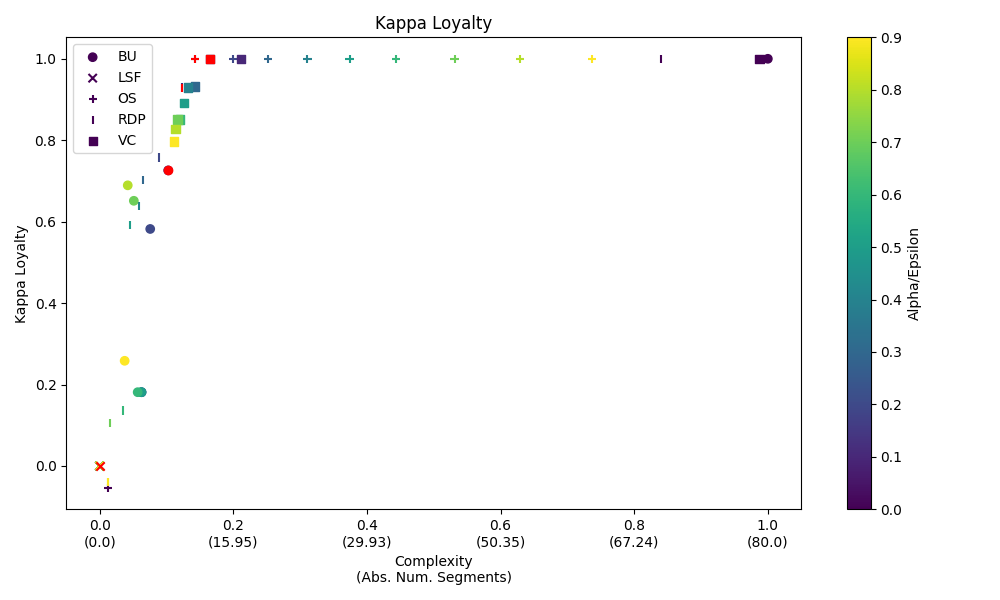 Kappa Loyalty
BU
LSF
OS
RDP
VC
Kappa Loyalty
1.0
0.8
0.6
0.4
0.2
0.0
0.0 0.2 0.4 0.6 0.8 1.0
(0.0) (15.95) (29.93) (50.35) (67.24) (80.0)
Complexity
(Abs. Num. Segments)
0.9
0.8
0.7
0.6
0.5
0.4
0.3
0.2
0.1
0.0
Alpha/Epsilon